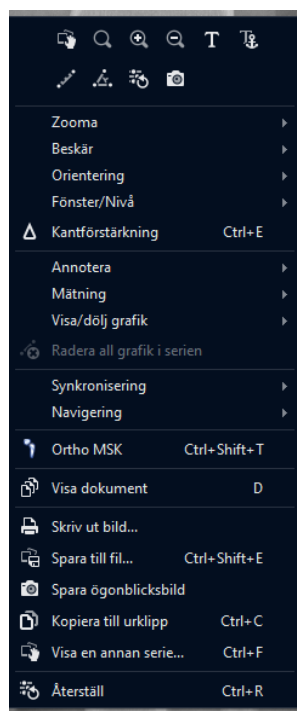 T
Zooma
Beskär
Orientering
Fönster/Nivå
Kantförstärkning Ctrl+E
Annotera
Mätning
Visa/dölj grafik
Radera all grafik i serien
Synkronisering
Navigering
Ortho MSK Ctrl+Shift+T
Visa dokument D
Skriv ut bild...
Spara till fil... Ctrl+Shift+E
Spara ögonblicksbild
Kopiera till urklipp Ctrl+C
Visa en annan serie... Ctrl+F
Återställ Ctrl+R